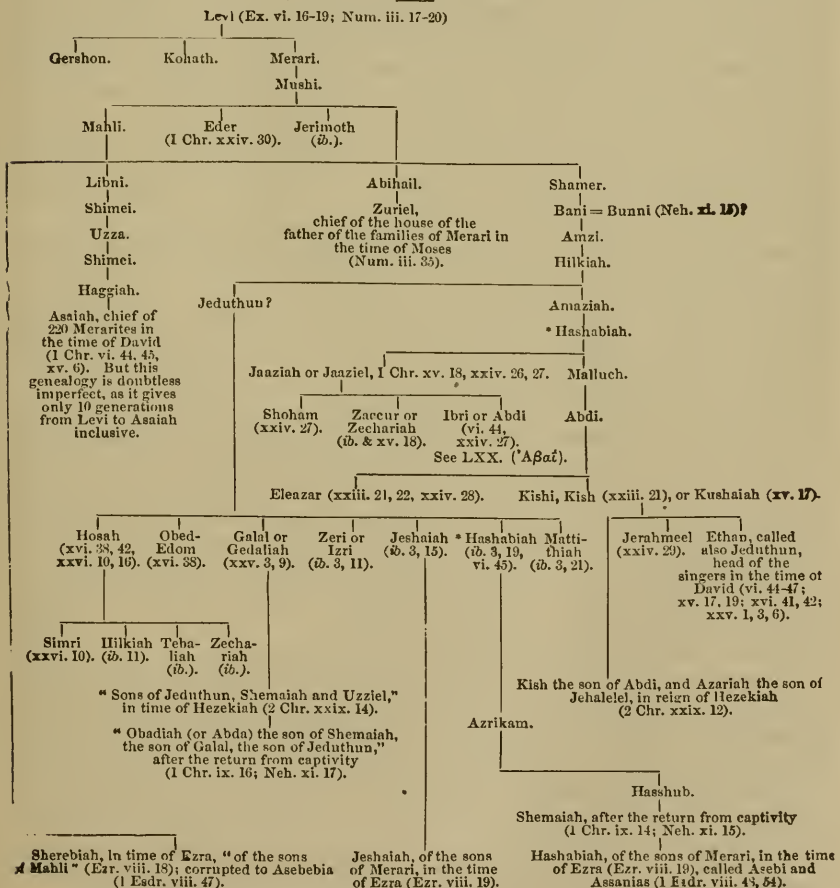 Levi (Ex. vi. 16-19; Num. iii. 17-20)
Gershon. Kohath. Merari.
Mushi.
Mahli. Eder Jerimoth
(1 Chr. xxiv. 30). (ib.).
Libni. Abihail. Shamer.
Shimei. Zuriel, Bani = Bunni (Neh. xi. 15)?
chief of the house of the
Uzza. father of the families of Merari in Amzi.
the time of Moses
Shimei. (Num. iii. 35). Hilkiah.
Haggiah. Jeduthun? Amaziah.
Asaiah, chief of
220 Merarites in * Hashabiah.
the time of David
(1 Chr. vi. 44, 45,
xv. 6). But this Jaaziah or Jaaziel, 1 Chr. xv. 18, xxiv. 26, 27. Malluch.
genealogy is doubtless
imperfect, as it gives Shoham Zaccur or Ibri or Abdi Abdi.
only 10 generations (xxiv. 27). Zechariah (vi. 44,
from Levi to Asaiah (ib. & xv. 18). xxiv. 27).
inclusive. See LXX. ('Aβαΐ).
Eleazar (xxiii. 21, 22, xxiv. 28). Kishi, Kish (xxiii. 21), or Kushaiah (xv. 17).
Hosah Obed- Galal or Zeri or Jeshaiah * Hashabiah Matti- Jerahmeel Ethan, called
(xvi. 38, 42, Edom Gedaliah Izri (ib. 3, 15). (ib. 3, 19, thiah (xxiv. 29). also Jeduthun,
xxvi. 10, 16). (xvi. 38). (xxv. 3, 9). (ib. 3, 11). vi. 45). (ib. 3, 21). head of the
singers in the time of
David (vi. 44-47;
xv. 17, 19; xvi. 41, 42;
xxv. 1, 3, 6).
Simri Hilkiah Teba- Zecha-
(xxvi. 10). (ib. 11). liah riah
(ib.). (ib.).
" Sons of Jeduthun, Shemaiah and Uzziel,"
in time of Hezekiah (2 Chr. xxix. 14).
" Obadiah (or Abda) the son of Shemaiah,
the son of Galal, the son of Jeduthun,"
after the return from captivity
(1 Chr. ix. 16; Neh. xi. 17).
Kish the son of Abdi, and Azariah the son of
Jehalelel, in reign of Hezekiah
(2 Chr. xxix. 12).
Azrikam.
Hasshub.
Shemaiah, after the return from captivity
(1 Chr. ix. 14; Neh. xi. 15).
Sherebiah, in time of Ezra, " of the sons
Mahli " (Ezr. viii. 18); corrupted to Asebebia
(1 Esdr. viii. 47).
Jeshaiah, of the sons
of Merari, in the time
of Ezra (Ezr. viii. 19).
Hashabiah, of the sons of Merari, in the time
of Ezra (Ezr. viii. 19), called Asebi and
Assanias (1 Esdr. viii. 48, 54).